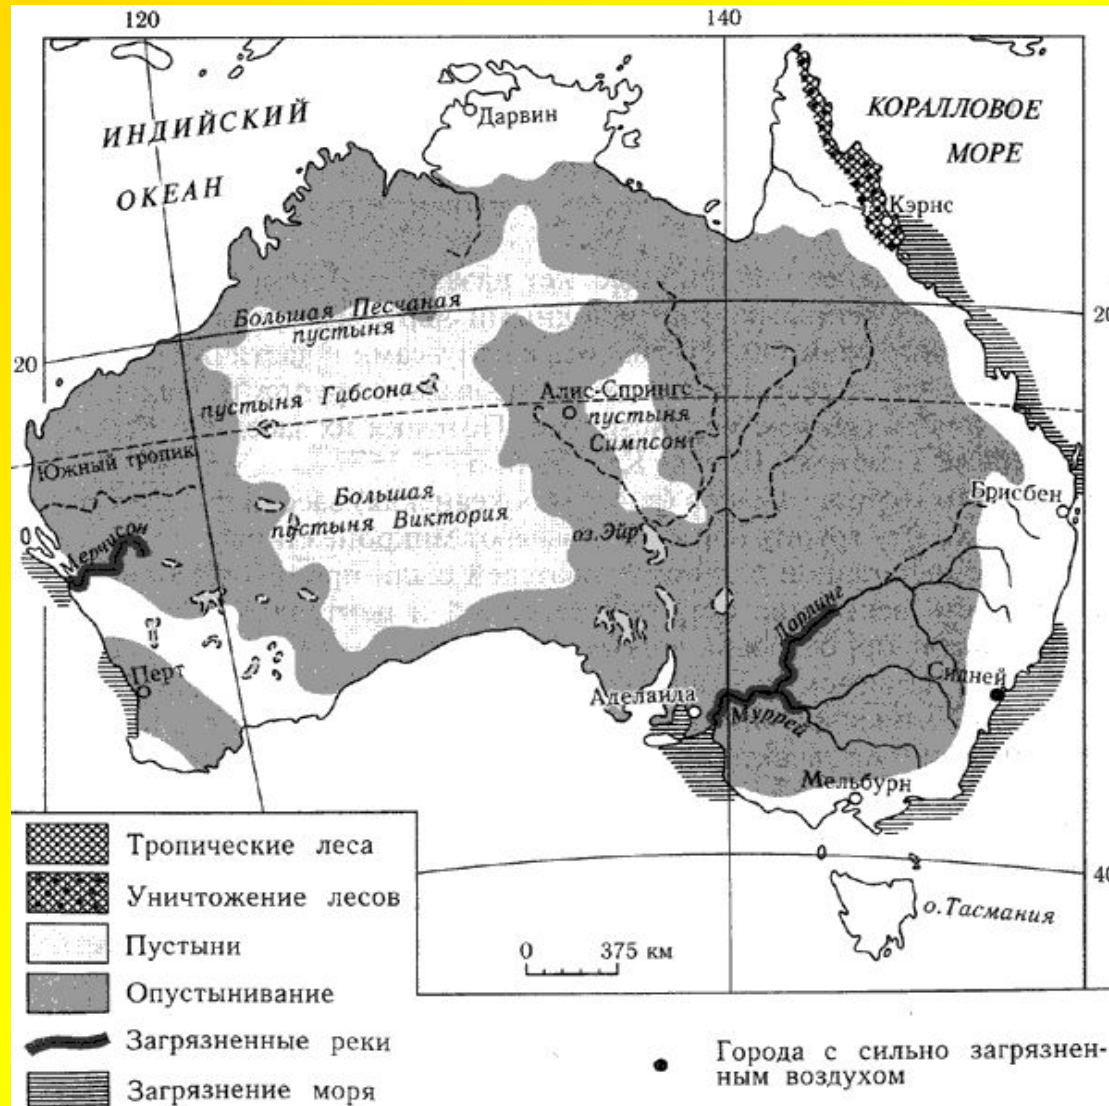 120
140
ИНДИЙСКИЙ
ОКЕАН
Дарвин
КОРАЛЛОВОЕ
МОРЕ
Кэрнс
Большая Песчаная
пустыня
20
20
пустыня Гибсона
Алис-Спрингс
пустыня
Симпсон
Южный тропик
Большая
пустыня Виктория
Брисбен
оз.Эйр
Мерчисон
Дарлинг
Перт
Сидней
Аделаида
Муррей
Мельбурн
40
о.Тасмания
0 375 км
Тропические леса
Уничтожение лесов
Пустыни
Опустынивание
Загрязненные реки
Загрязнение моря
Города с сильно загрязнен-
ным воздухом